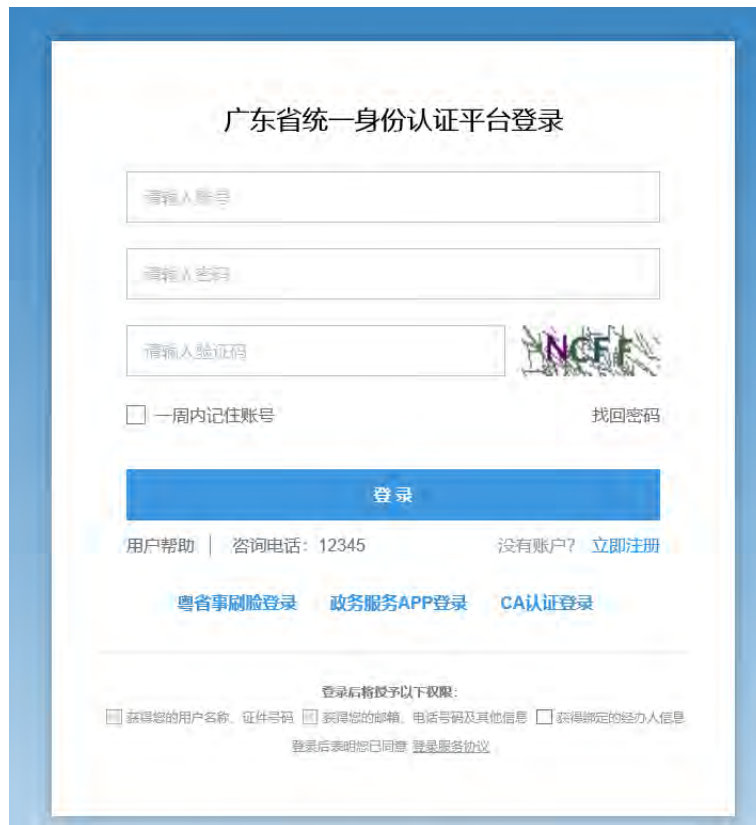 广东省统一身份认证平台登录
请输入账号
请输入密码
请输入验证码 NCFF
一周内记住账号 找回密码
登录
用户帮助 | 咨询电话：12345 没有账户？ 立即注册
粤省事刷脸登录 政务服务APP登录 CA认证登录
登录后将授予以下权限：
获得您的用户名称、证件号码 获得您的邮箱、电话号码及其他信息 获得绑定的经办人信息
登录后表明您已同意 登录服务协议